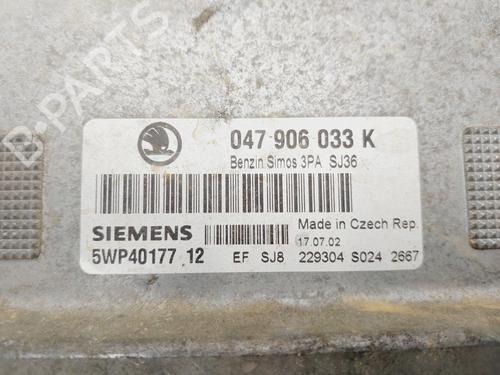 B-PARTS
047 906 033 K
Benzin Simos 3PA SJ36
SIEMENS
Made in Czech Rep.
17.07.02
5WP40177 12
EF SJ8 229304 S024 2667